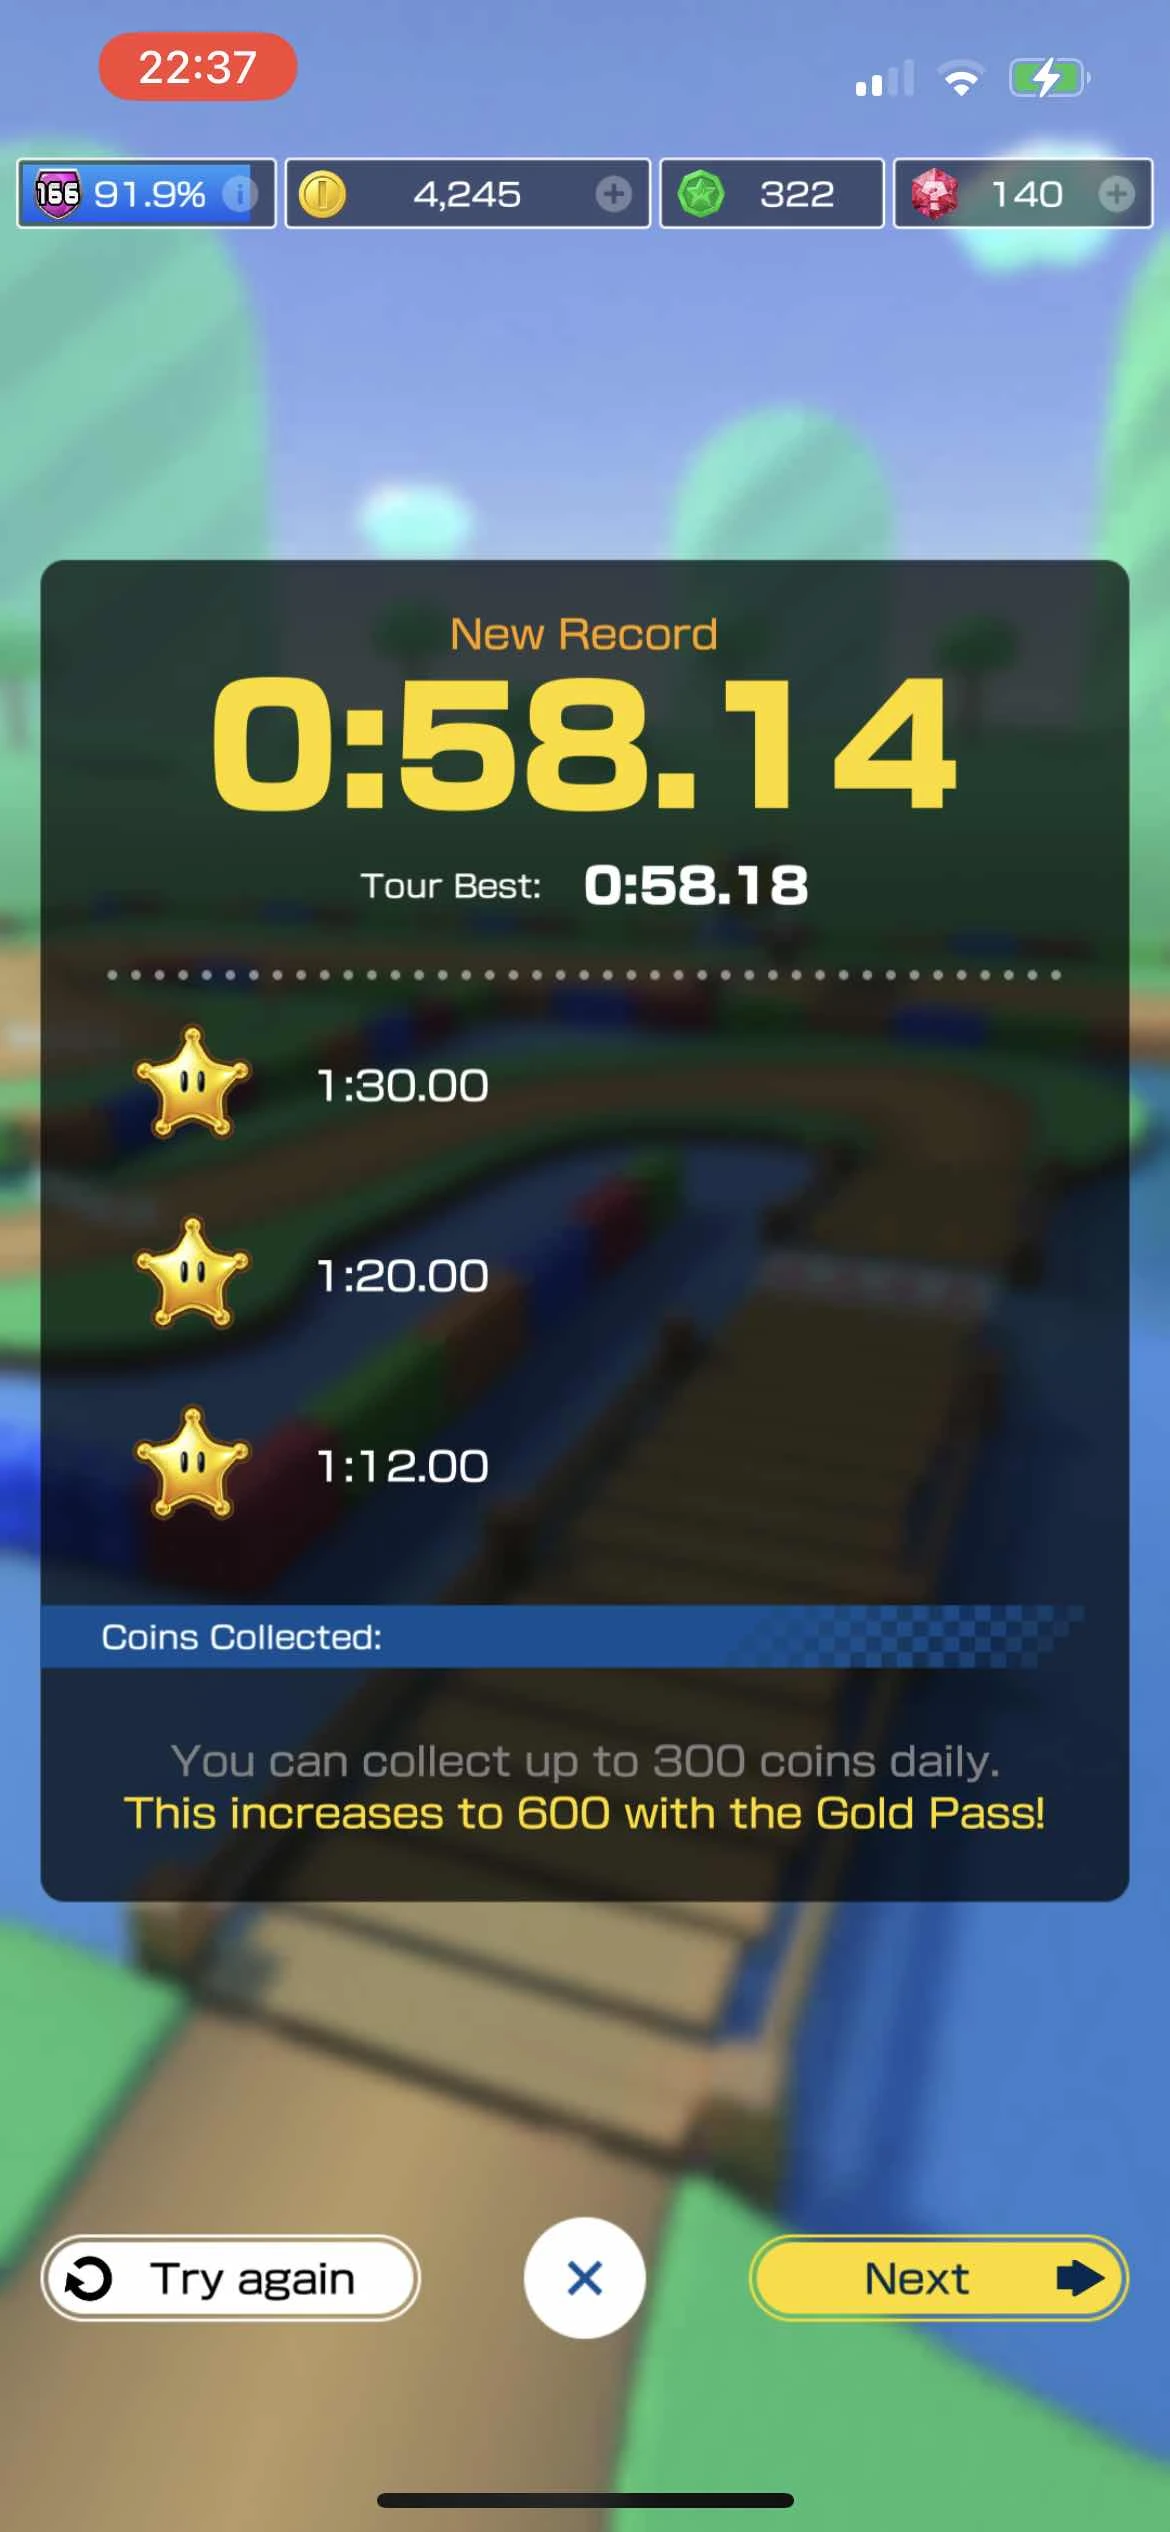 22:37
166 91.9% i 4,245 + 322 140 +
New Record
0:58.14
Tour Best: 0:58.18
1:30.00
1:20.00
1:12.00
Coins Collected:
You can collect up to 300 coins daily.
This increases to 600 with the Gold Pass!
Try again × Next